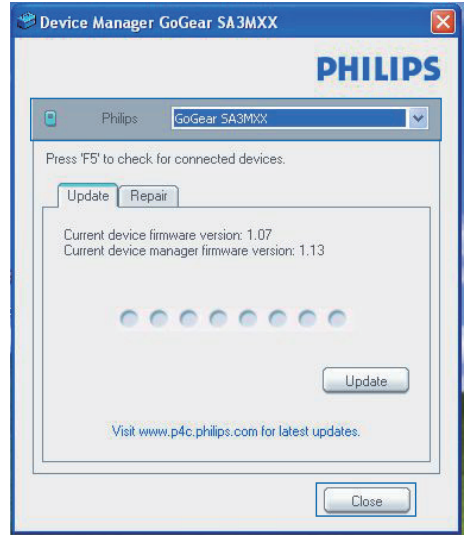 Device Manager GoGear SA3MXX
PHILIPS
Philips GoGear SA3MXX
Press 'F5' to check for connected devices.
Update Repair
Current device firmware version: 1.07
Current device manager firmware version: 1.13
Update
Visit www.p4c.philips.com for latest updates.
Close